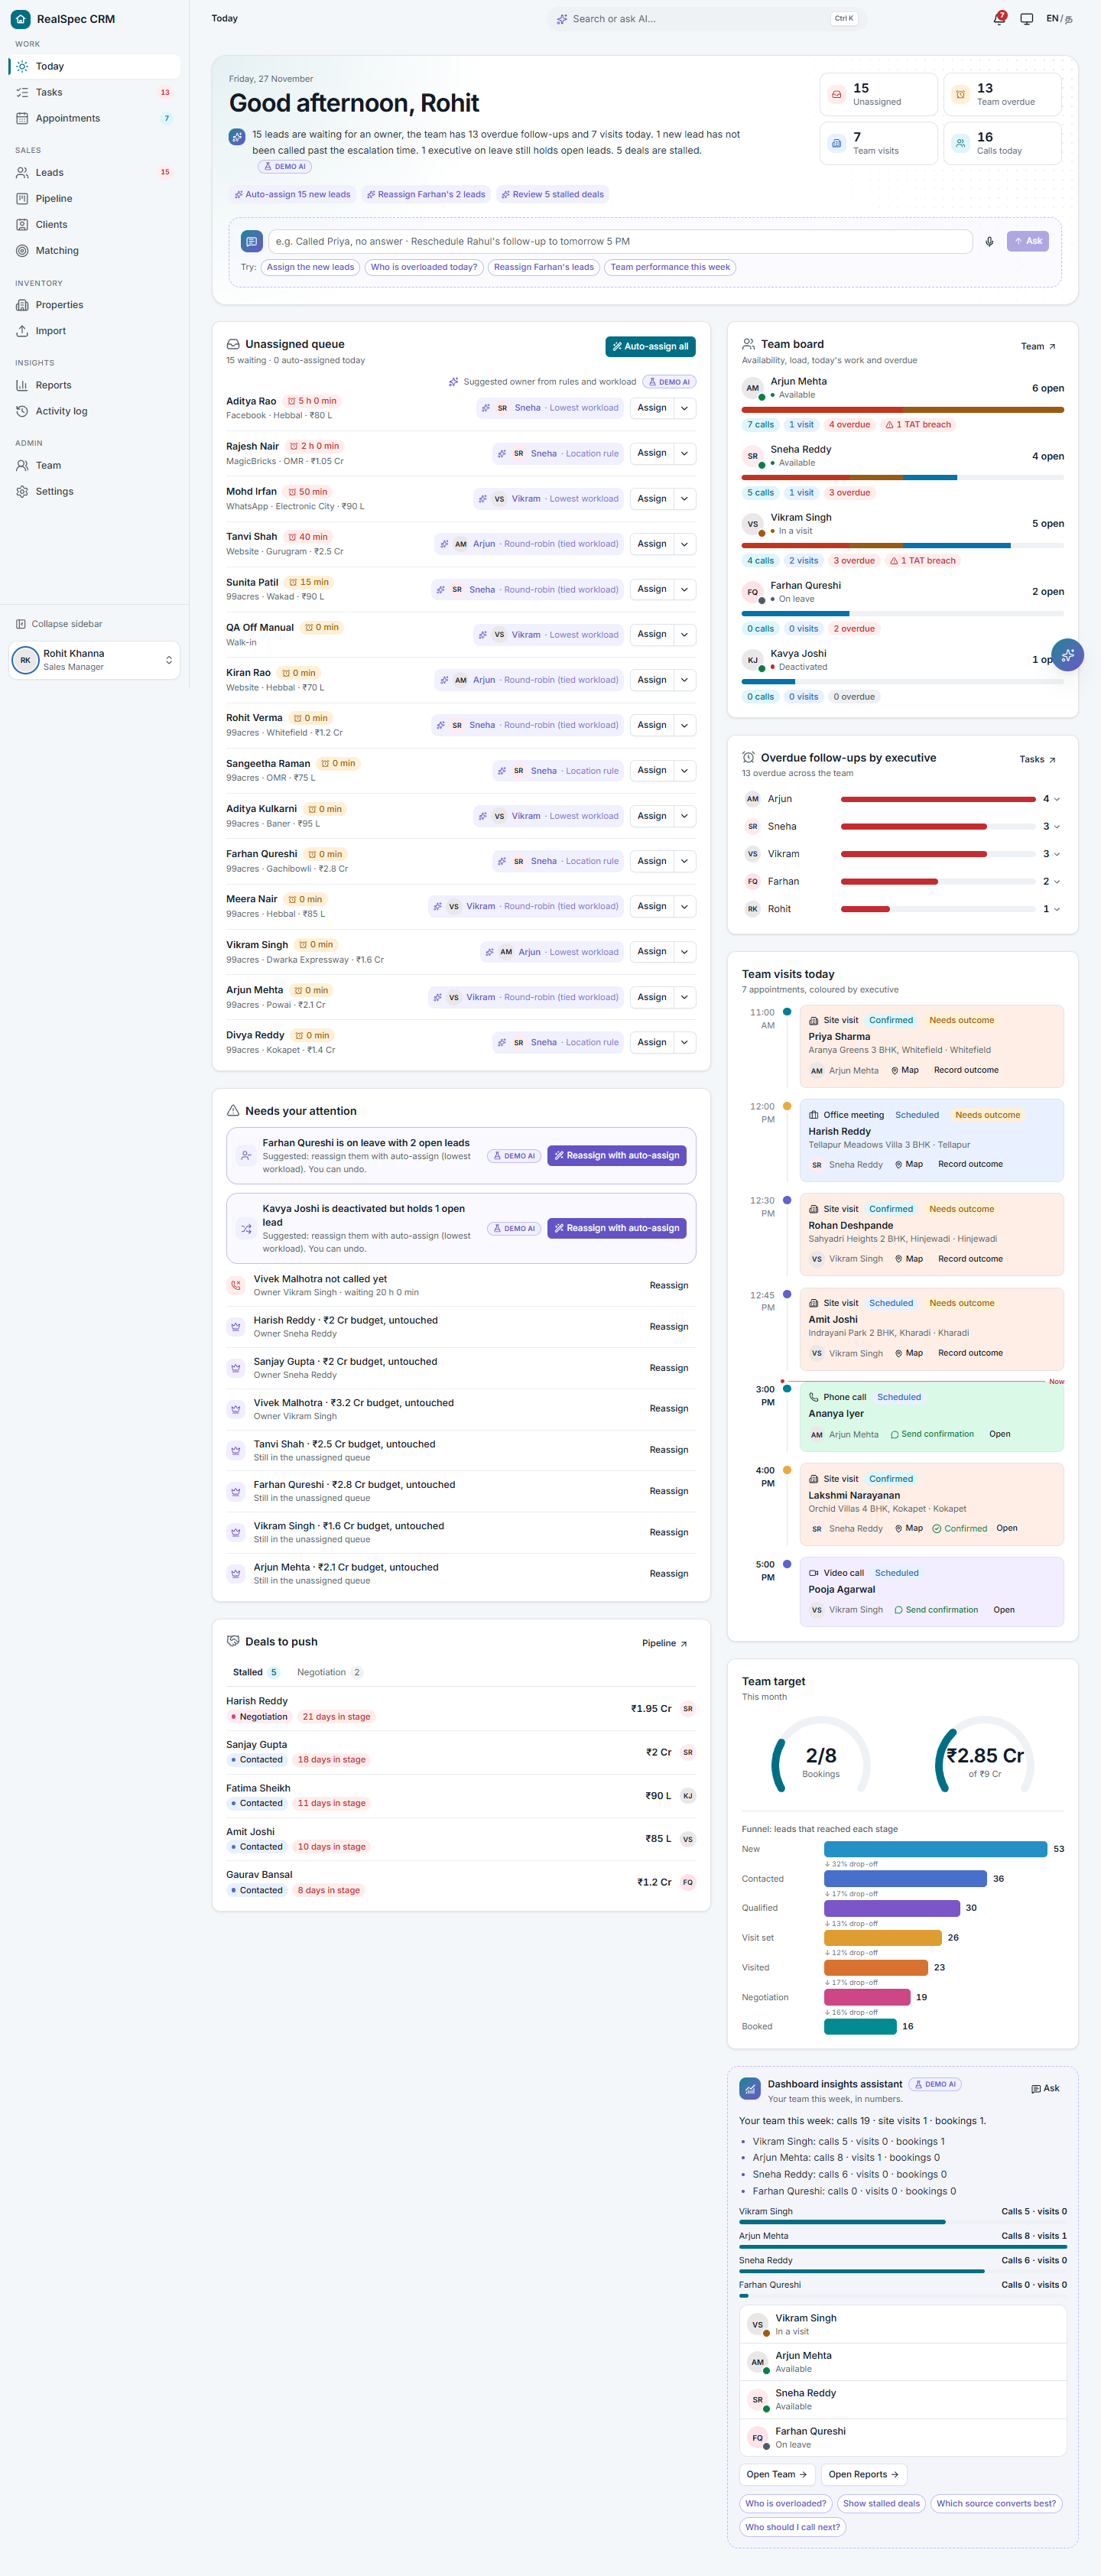 RealSpec CRM
WORK
Today
Tasks 13
Appointments 7
SALES
Leads 15
Pipeline
Clients
Matching
INVENTORY
Properties
Import
INSIGHTS
Reports
Activity log
ADMIN
Team
Settings
Collapse sidebar
RK
Rohit Khanna
Sales Manager
Today
Search or ask AI...
Ctrl K
7
EN / த
Friday, 27 November
Good afternoon, Rohit
15 leads are waiting for an owner, the team has 13 overdue follow-ups and 7 visits today. 1 new lead has not
been called past the escalation time. 1 executive on leave still holds open leads. 5 deals are stalled.
DEMO AI
Auto-assign 15 new leads
Reassign Farhan's 2 leads
Review 5 stalled deals
15
Unassigned
13
Team overdue
7
Team visits
16
Calls today
e.g. Called Priya, no answer · Reschedule Rahul's follow-up to tomorrow 5 PM
Ask
Try: Assign the new leads Who is overloaded today? Reassign Farhan's leads Team performance this week
Unassigned queue
15 waiting · 0 auto-assigned today
Auto-assign all
Suggested owner from rules and workload DEMO AI
Aditya Rao 5 h 0 min
Facebook · Hebbal · ₹80 L
SR Sneha · Lowest workload Assign
Rajesh Nair 2 h 0 min
MagicBricks · OMR · ₹1.05 Cr
SR Sneha · Location rule Assign
Mohd Irfan 50 min
WhatsApp · Electronic City · ₹90 L
VS Vikram · Lowest workload Assign
Tanvi Shah 40 min
Website · Gurugram · ₹2.5 Cr
AM Arjun · Round-robin (tied workload) Assign
Sunita Patil 15 min
99acres · Wakad · ₹90 L
SR Sneha · Round-robin (tied workload) Assign
QA Off Manual 0 min
Walk-in
VS Vikram · Lowest workload Assign
Kiran Rao 0 min
Website · Hebbal · ₹70 L
AM Arjun · Round-robin (tied workload) Assign
Rohit Verma 0 min
99acres · Whitefield · ₹1.2 Cr
SR Sneha · Round-robin (tied workload) Assign
Sangeetha Raman 0 min
99acres · OMR · ₹75 L
SR Sneha · Location rule Assign
Aditya Kulkarni 0 min
99acres · Baner · ₹95 L
VS Vikram · Lowest workload Assign
Farhan Qureshi 0 min
99acres · Gachibowli · ₹2.8 Cr
SR Sneha · Location rule Assign
Meera Nair 0 min
99acres · Hebbal · ₹85 L
VS Vikram · Round-robin (tied workload) Assign
Vikram Singh 0 min
99acres · Dwarka Expressway · ₹1.6 Cr
AM Arjun · Lowest workload Assign
Arjun Mehta 0 min
99acres · Powai · ₹2.1 Cr
VS Vikram · Round-robin (tied workload) Assign
Divya Reddy 0 min
99acres · Kokapet · ₹1.4 Cr
SR Sneha · Location rule Assign
Needs your attention
Farhan Qureshi is on leave with 2 open leads
Suggested: reassign them with auto-assign (lowest
workload). You can undo.
DEMO AI Reassign with auto-assign
Kavya Joshi is deactivated but holds 1 open
lead
Suggested: reassign them with auto-assign (lowest
workload). You can undo.
DEMO AI Reassign with auto-assign
Vivek Malhotra not called yet
Owner Vikram Singh · waiting 20 h 0 min
Reassign
Harish Reddy · ₹2 Cr budget, untouched
Owner Sneha Reddy
Reassign
Sanjay Gupta · ₹2 Cr budget, untouched
Owner Sneha Reddy
Reassign
Vivek Malhotra · ₹3.2 Cr budget, untouched
Owner Vikram Singh
Reassign
Tanvi Shah · ₹2.5 Cr budget, untouched
Still in the unassigned queue
Reassign
Farhan Qureshi · ₹2.8 Cr budget, untouched
Still in the unassigned queue
Reassign
Vikram Singh · ₹1.6 Cr budget, untouched
Still in the unassigned queue
Reassign
Arjun Mehta · ₹2.1 Cr budget, untouched
Still in the unassigned queue
Reassign
Deals to push
Pipeline
Stalled 5 Negotiation 2
Harish Reddy
Negotiation 21 days in stage
₹1.95 Cr SR
Sanjay Gupta
Contacted 18 days in stage
₹2 Cr SR
Fatima Sheikh
Contacted 11 days in stage
₹90 L KJ
Amit Joshi
Contacted 10 days in stage
₹85 L VS
Gaurav Bansal
Contacted 8 days in stage
₹1.2 Cr FQ
Team board
Availability, load, today's work and overdue
Team
AM Arjun Mehta
Available
6 open
7 calls 1 visit 4 overdue 1 TAT breach
SR Sneha Reddy
Available
4 open
5 calls 1 visit 3 overdue
VS Vikram Singh
In a visit
5 open
4 calls 2 visits 3 overdue 1 TAT breach
FQ Farhan Qureshi
On leave
2 open
0 calls 0 visits 2 overdue
KJ Kavya Joshi
Deactivated
1 op
0 calls 0 visits 0 overdue
Overdue follow-ups by executive
13 overdue across the team
Tasks
AM Arjun 4
SR Sneha 3
VS Vikram 3
FQ Farhan 2
RK Rohit 1
Team visits today
7 appointments, coloured by executive
11:00
AM
Site visit Confirmed Needs outcome
Priya Sharma
Aranya Greens 3 BHK, Whitefield · Whitefield
AM Arjun Mehta Map Record outcome
12:00
PM
Office meeting Scheduled Needs outcome
Harish Reddy
Tellapur Meadows Villa 3 BHK · Tellapur
SR Sneha Reddy Map Record outcome
12:30
PM
Site visit Confirmed Needs outcome
Rohan Deshpande
Sahyadri Heights 2 BHK, Hinjewadi · Hinjewadi
VS Vikram Singh Map Record outcome
12:45
PM
Site visit Scheduled Needs outcome
Amit Joshi
Indrayani Park 2 BHK, Kharadi · Kharadi
VS Vikram Singh Map Record outcome
Now
3:00
PM
Phone call Scheduled
Ananya Iyer
AM Arjun Mehta Send confirmation Open
4:00
PM
Site visit Confirmed
Lakshmi Narayanan
Orchid Villas 4 BHK, Kokapet · Kokapet
SR Sneha Reddy Map Confirmed Open
5:00
PM
Video call Scheduled
Pooja Agarwal
VS Vikram Singh Send confirmation Open
Team target
This month
2/8
Bookings
₹2.85 Cr
of ₹9 Cr
Funnel: leads that reached each stage
New 53
↓ 32% drop-off
Contacted 36
↓ 17% drop-off
Qualified 30
↓ 13% drop-off
Visit set 26
↓ 12% drop-off
Visited 23
↓ 17% drop-off
Negotiation 19
↓ 16% drop-off
Booked 16
Dashboard insights assistant DEMO AI
Your team this week, in numbers.
Ask
Your team this week: calls 19 · site visits 1 · bookings 1.
• Vikram Singh: calls 5 · visits 0 · bookings 1
• Arjun Mehta: calls 8 · visits 1 · bookings 0
• Sneha Reddy: calls 6 · visits 0 · bookings 0
• Farhan Qureshi: calls 0 · visits 0 · bookings 0
Vikram Singh Calls 5 · visits 0
Arjun Mehta Calls 8 · visits 1
Sneha Reddy Calls 6 · visits 0
Farhan Qureshi Calls 0 · visits 0
VS Vikram Singh
In a visit
AM Arjun Mehta
Available
SR Sneha Reddy
Available
FQ Farhan Qureshi
On leave
Open Team → Open Reports →
Who is overloaded? Show stalled deals Which source converts best?
Who should I call next?